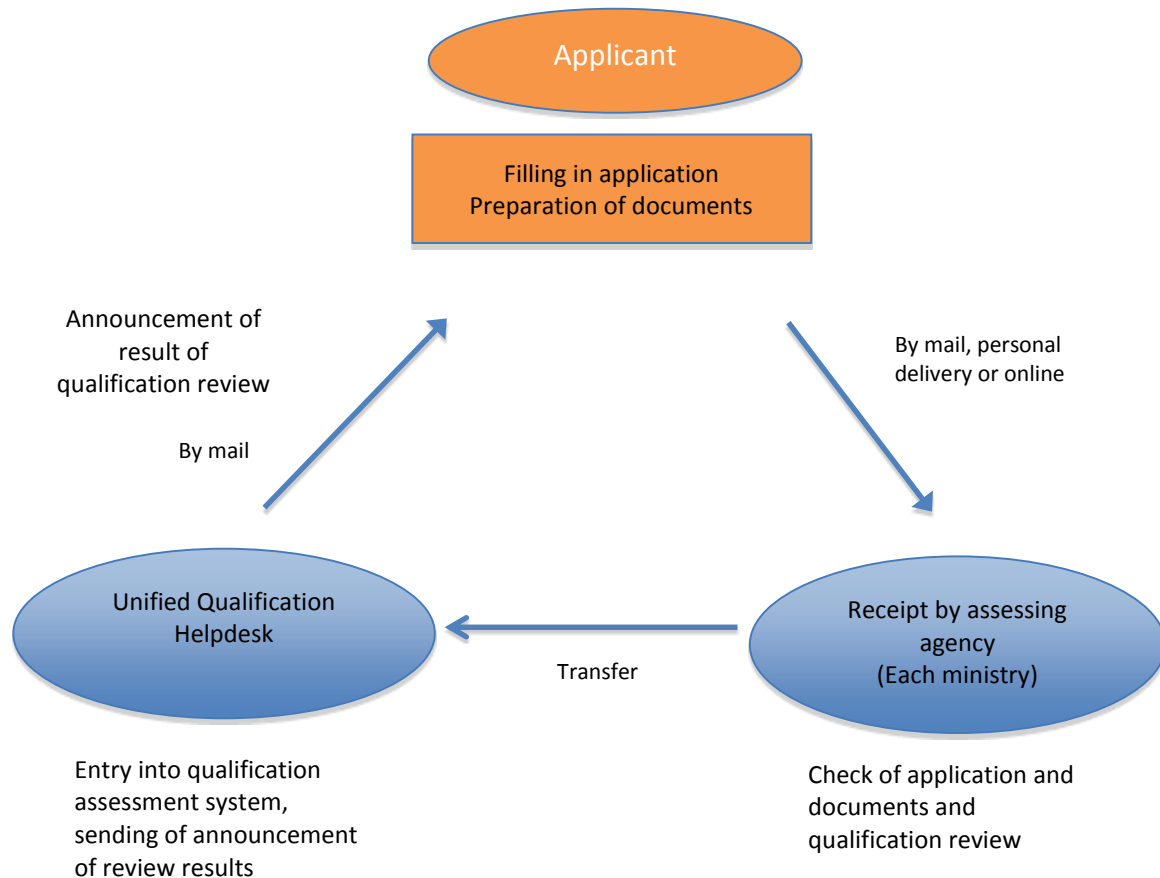 Applicant
Filling in application
Preparation of documents
Announcement of
result of
qualification review
By mail
By mail, personal
delivery or online
Unified Qualification
Helpdesk
Transfer
Receipt by assessing
agency
(Each ministry)
Entry into qualification
assessment system,
sending of announcement
of review results
Check of application and
documents and
qualification review